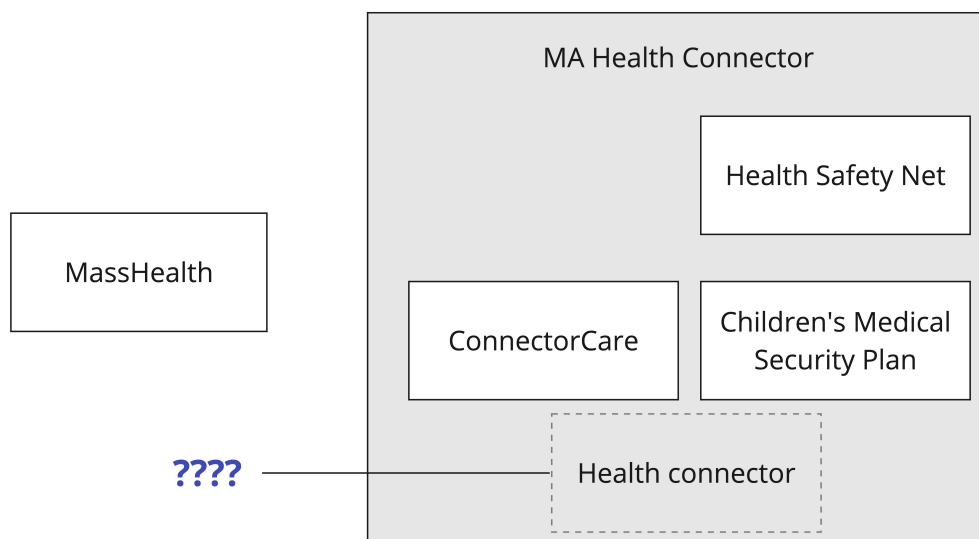 MA Health Connector
Health Safety Net
MassHealth
ConnectorCare
Children's Medical
Security Plan
????
Health connector